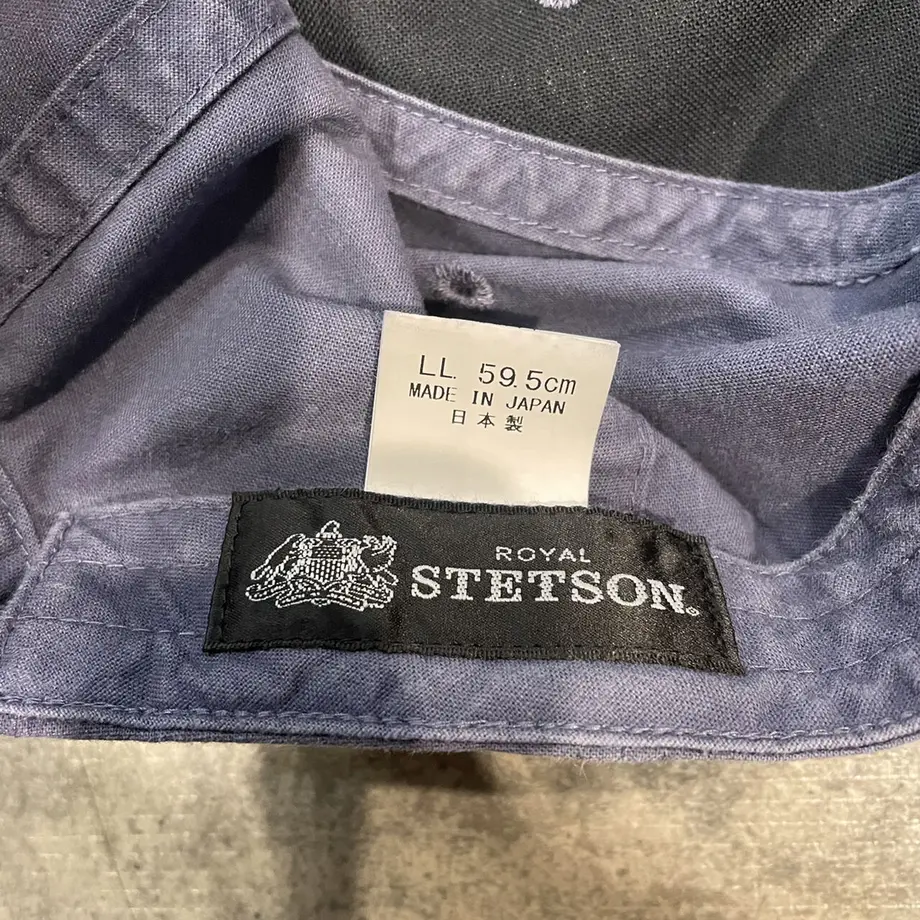 LL. 59.5cm
MADE IN JAPAN
日本製
ROYAL
STETSON®